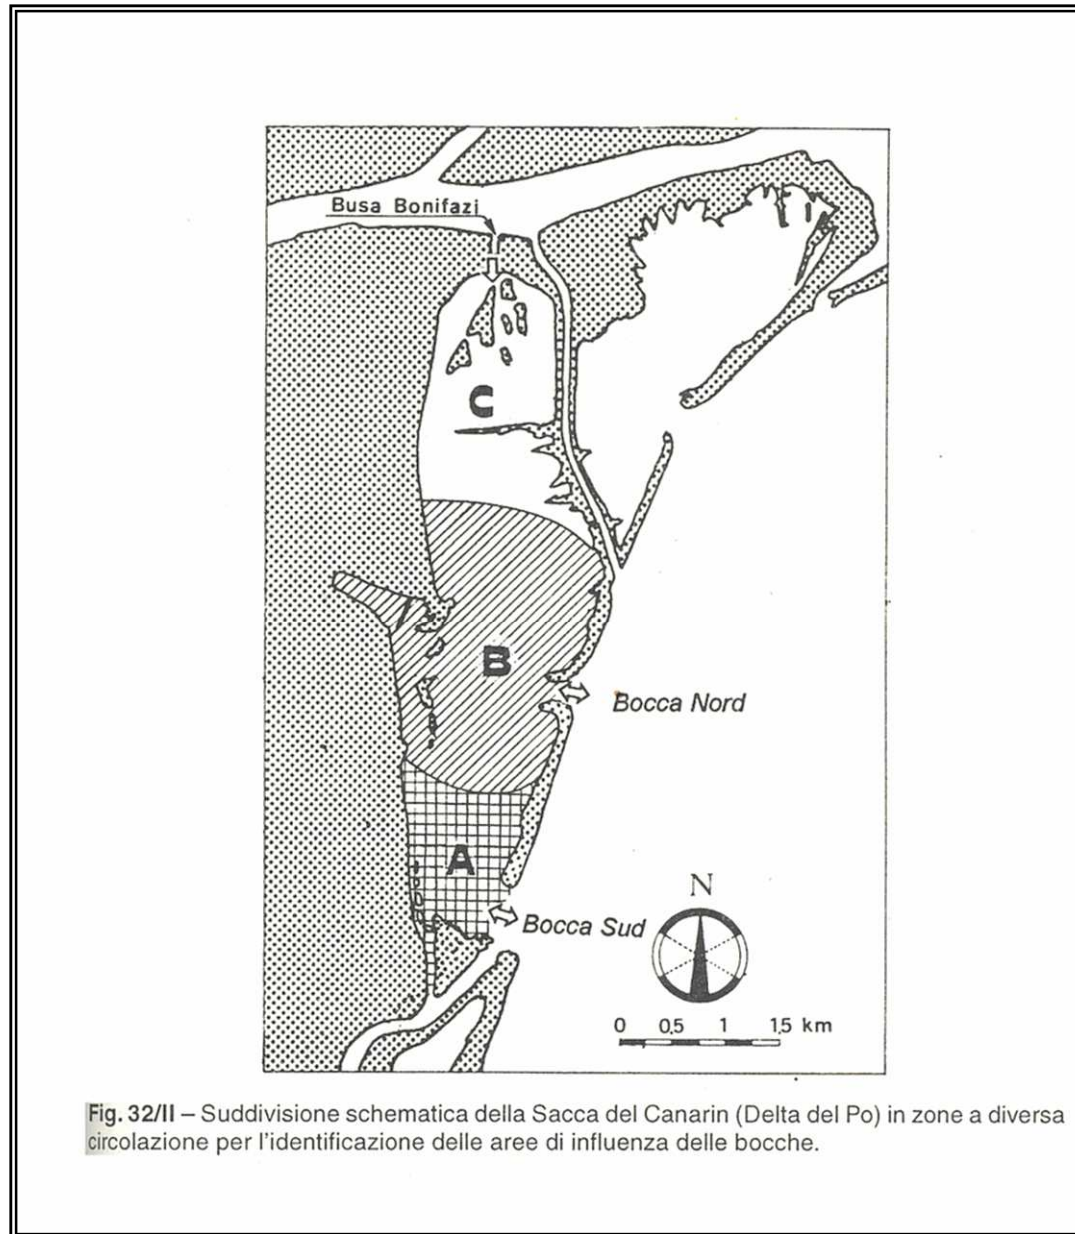 Busa Bonifazi
C
B
Bocca Nord
A
N
Bocca Sud
0 0,5 1 1,5 km
Fig. 32/II – Suddivisione schematica della Sacca del Canarin (Delta del Po) in zone a diversa
circolazione per l'identificazione delle aree di influenza delle bocche.